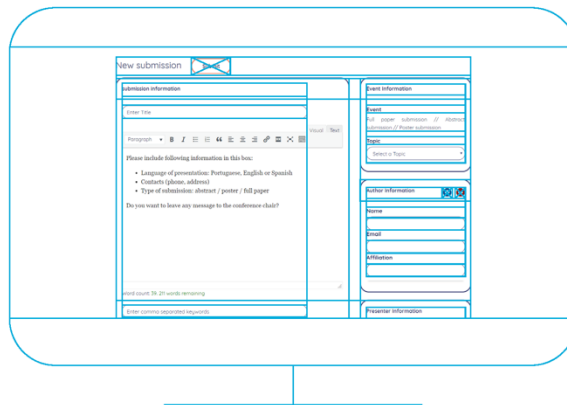 New submission
Submission Information
Enter Title
Visual Text
Paragraph
Please include following information in this box:
Language of presentation: Portuguese, English or Spanish
Contacts (phone, address)
Type of submission: abstract / poster / full paper
Do you want to leave any message to the conference chair?
word count: 39. 211 words remaining
Enter comma separated keywords
Event Information
Event
Full paper submission // Abstract
submission // Poster submission
Topic
Select a Topic
Author Information
Name
Email
Affiliation
Presenter Information